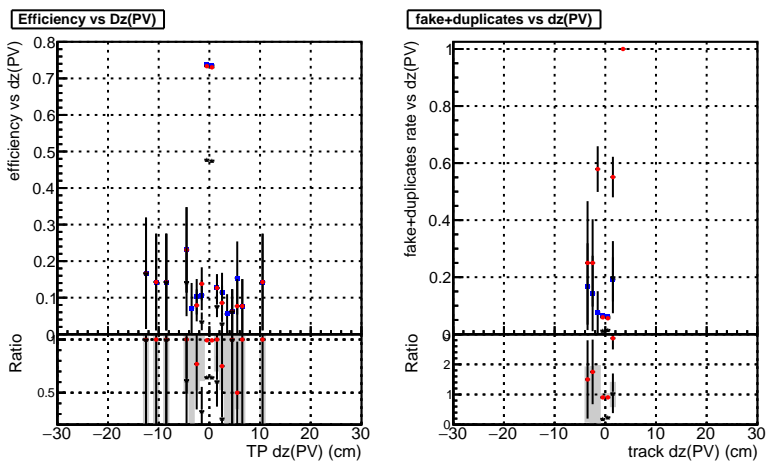 Efficiency vs Dz(PV)
efficiency vs dz(PV)
0.8
0.7
0.6
0.5
0.4
0.3
0.2
0.1
0
Ratio
1
0.5
−30 −20 −10 0 10 20 30
TP dz(PV) (cm)
fake+duplicates vs dz(PV)
fake+duplicates rate vs dz(PV)
1
0.8
0.6
0.4
0.2
0
Ratio
2
1
0
−30 −20 −10 0 10 20 30
track dz(PV) (cm)